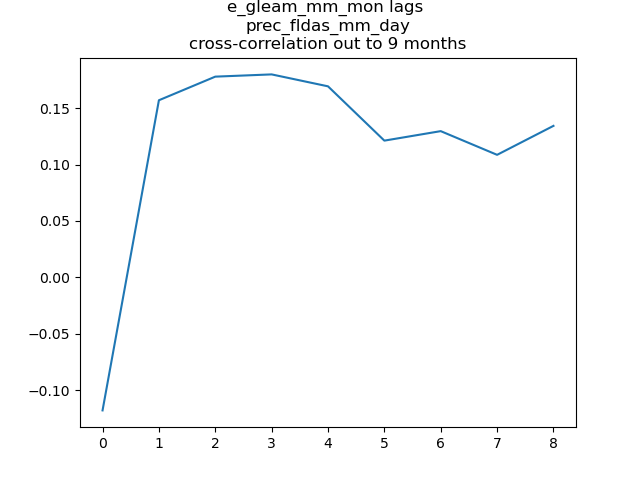 e_gleam_mm_mon lags
prec_fldas_mm_day
cross-correlation out to 9 months
0.15
0.10
0.05
0.00
−0.05
−0.10
0 1 2 3 4 5 6 7 8